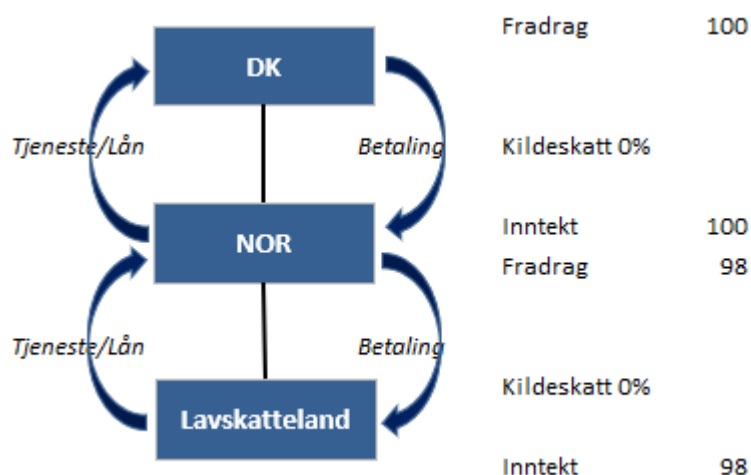 Fradrag 100
DK
Tjeneste/Lån Betaling Kildeskatt 0%
NOR
Inntekt 100
Fradrag 98
Tjeneste/Lån Betaling
Kildeskatt 0%
Lavskatteland
Inntekt 98